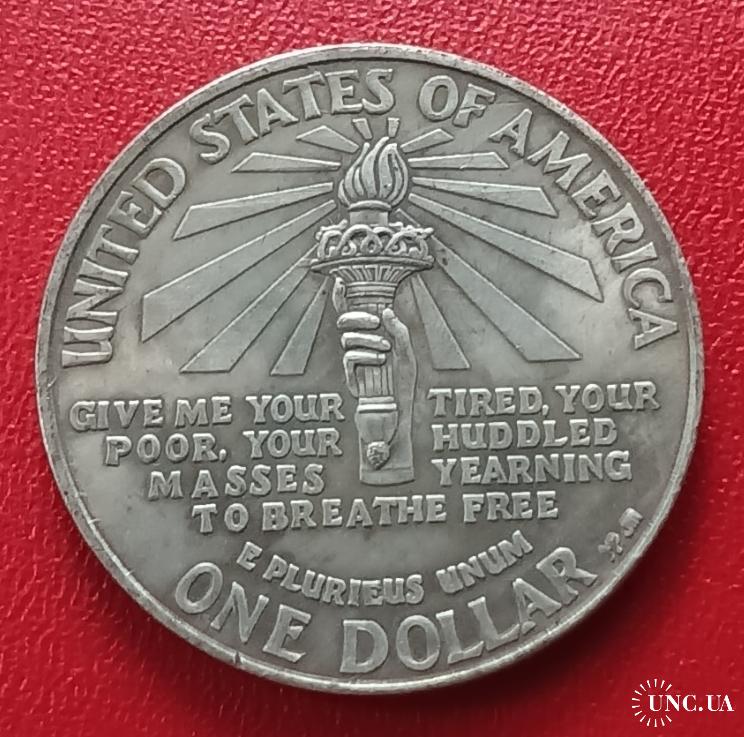 UNITED STATES OF AMERICA
GIVE ME YOUR TIRED, YOUR
POOR, YOUR HUDDLED
MASSES YEARNING
TO BREATHE FREE
E PLURIEUS UNUM
ONE DOLLAR
UNC.UA